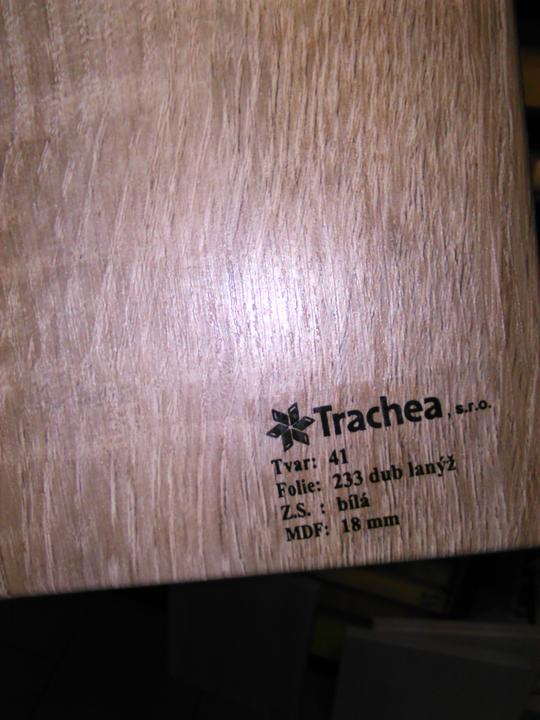 Trachea, s.r.o.
Tvar: 41
Folie: 233 dub lanýž
Z.S. : bílá
MDF: 18 mm